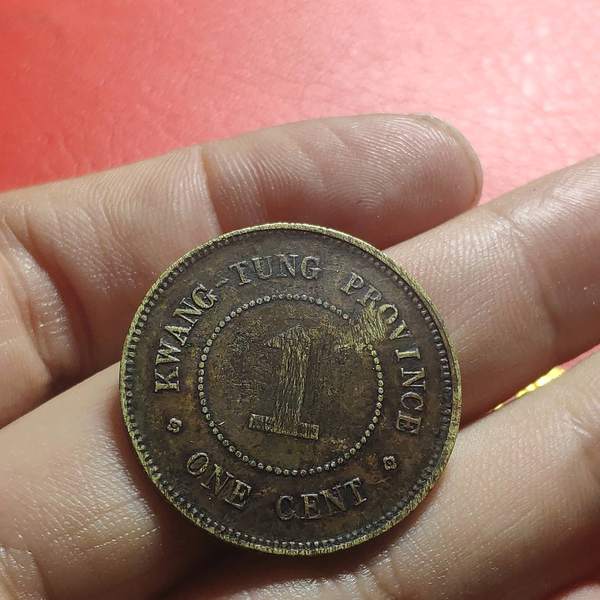 KWANG-TUNG PROVINCE
1
ONE CENT